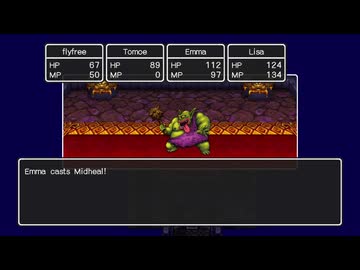 flyfree Tomoe Emma Lisa
HP 67 HP 89 HP 112 HP 124
MP 50 MP 0 MP 97 MP 134
Emma casts Midheal!